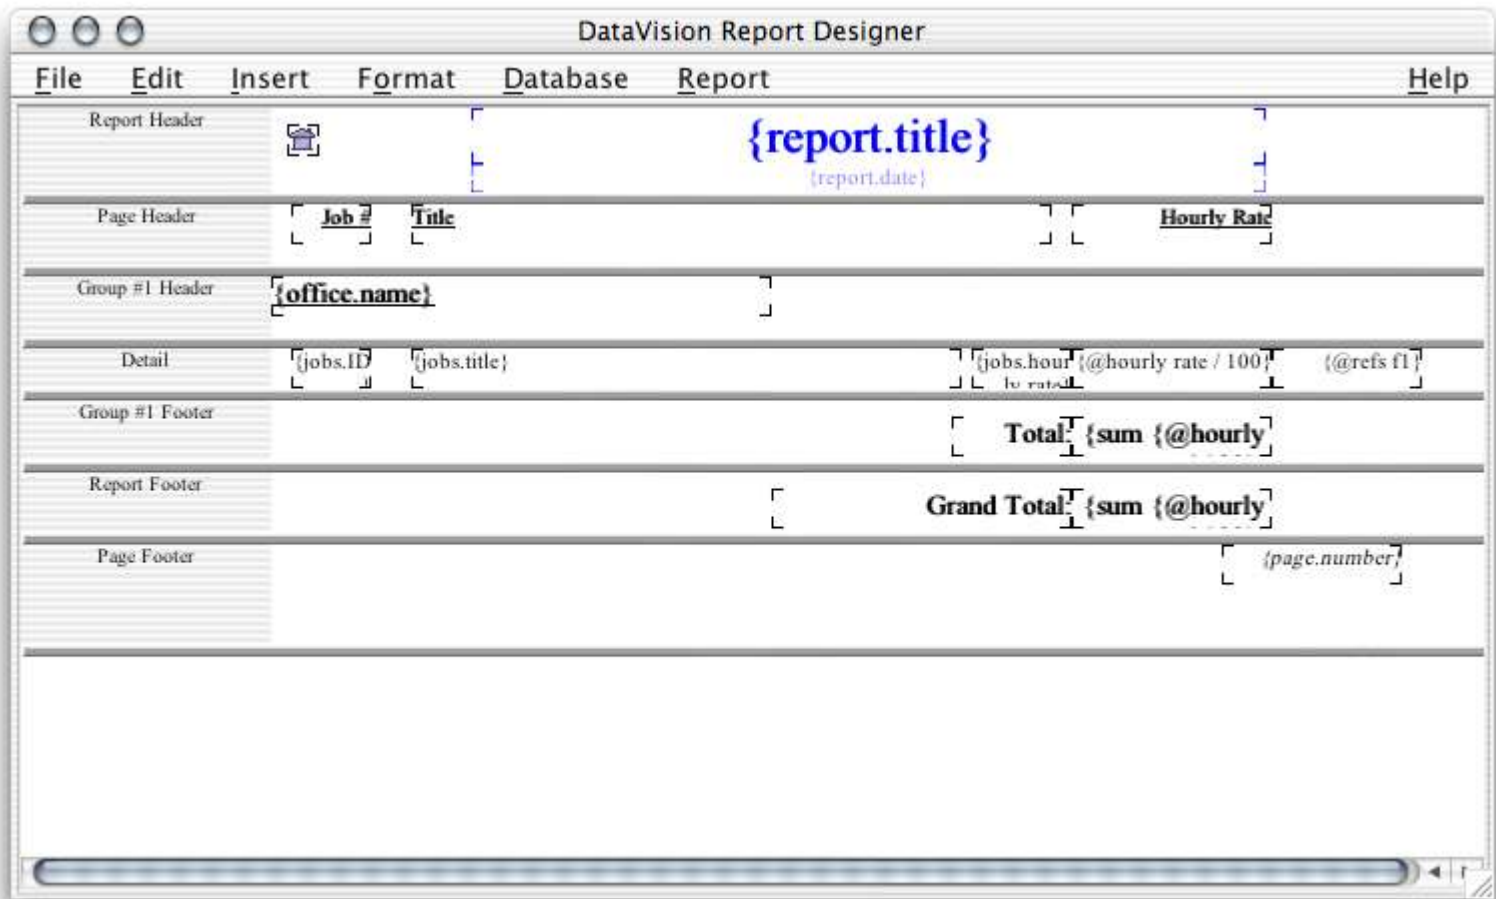 DataVision Report Designer
File Edit Insert Format Database Report Help
Report Header
{report.title}
{report.date}
Page Header Job # Title Hourly Rate
Group #1 Header {office.name}
Detail {jobs.ID} {jobs.title} {jobs.hour {@hourly rate / 100} {@refs f1}
ly rate}
Group #1 Footer Total: {sum {@hourly
Report Footer Grand Total: {sum {@hourly
Page Footer {page.number}